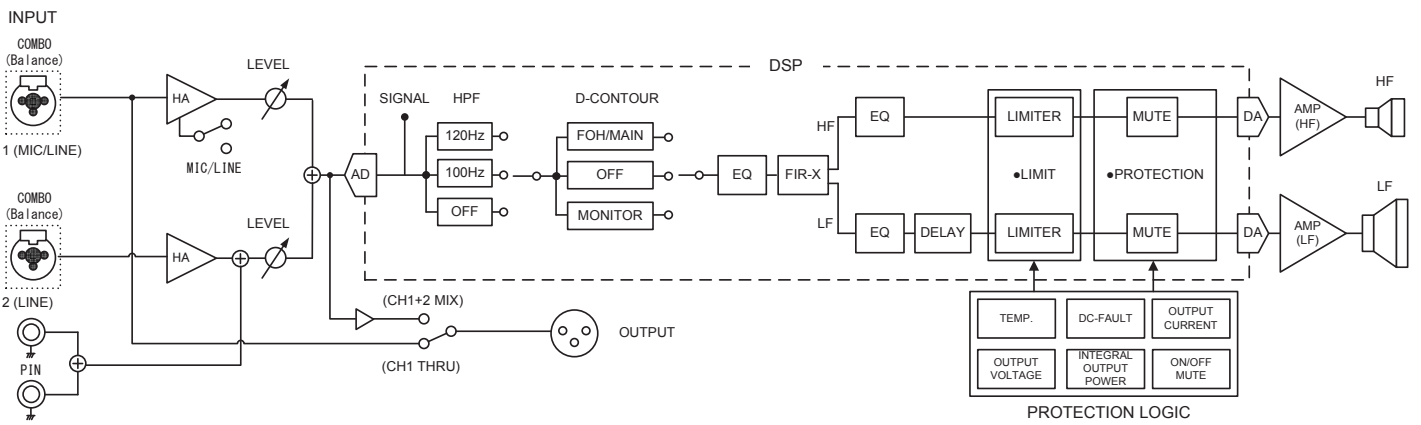 INPUT
COMBO
(Balance)
1 (MIC/LINE)
HA
MIC/LINE
LEVEL
COMBO
(Balance)
2 (LINE)
HA
LEVEL
PIN
AD
DSP
SIGNAL
HPF
120Hz
100Hz
OFF
D-CONTOUR
FOH/MAIN
OFF
MONITOR
EQ
FIR-X
HF
EQ
LIMITER
MUTE
DA
AMP
(HF)
HF
●LIMIT
●PROTECTION
LF
EQ
DELAY
LIMITER
MUTE
DA
AMP
(LF)
LF
(CH1+2 MIX)
(CH1 THRU)
OUTPUT
TEMP.
DC-FAULT
OUTPUT
CURRENT
OUTPUT
VOLTAGE
INTEGRAL
OUTPUT
POWER
ON/OFF
MUTE
PROTECTION LOGIC